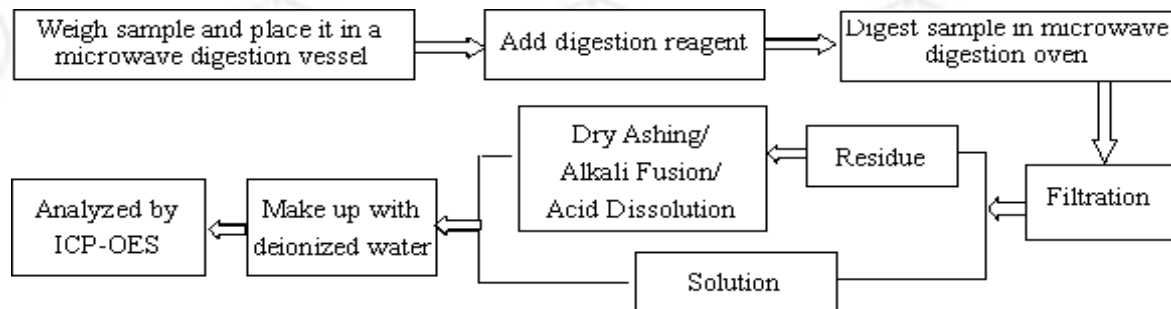 Weigh sample and place it in a
microwave digestion vessel
Add digestion reagent
Digest sample in microwave
digestion oven
Filtration
Residue
Dry Ashing/
Alkali Fusion/
Acid Dissolution
Solution
Make up with
deionized water
Analyzed by
ICP-OES